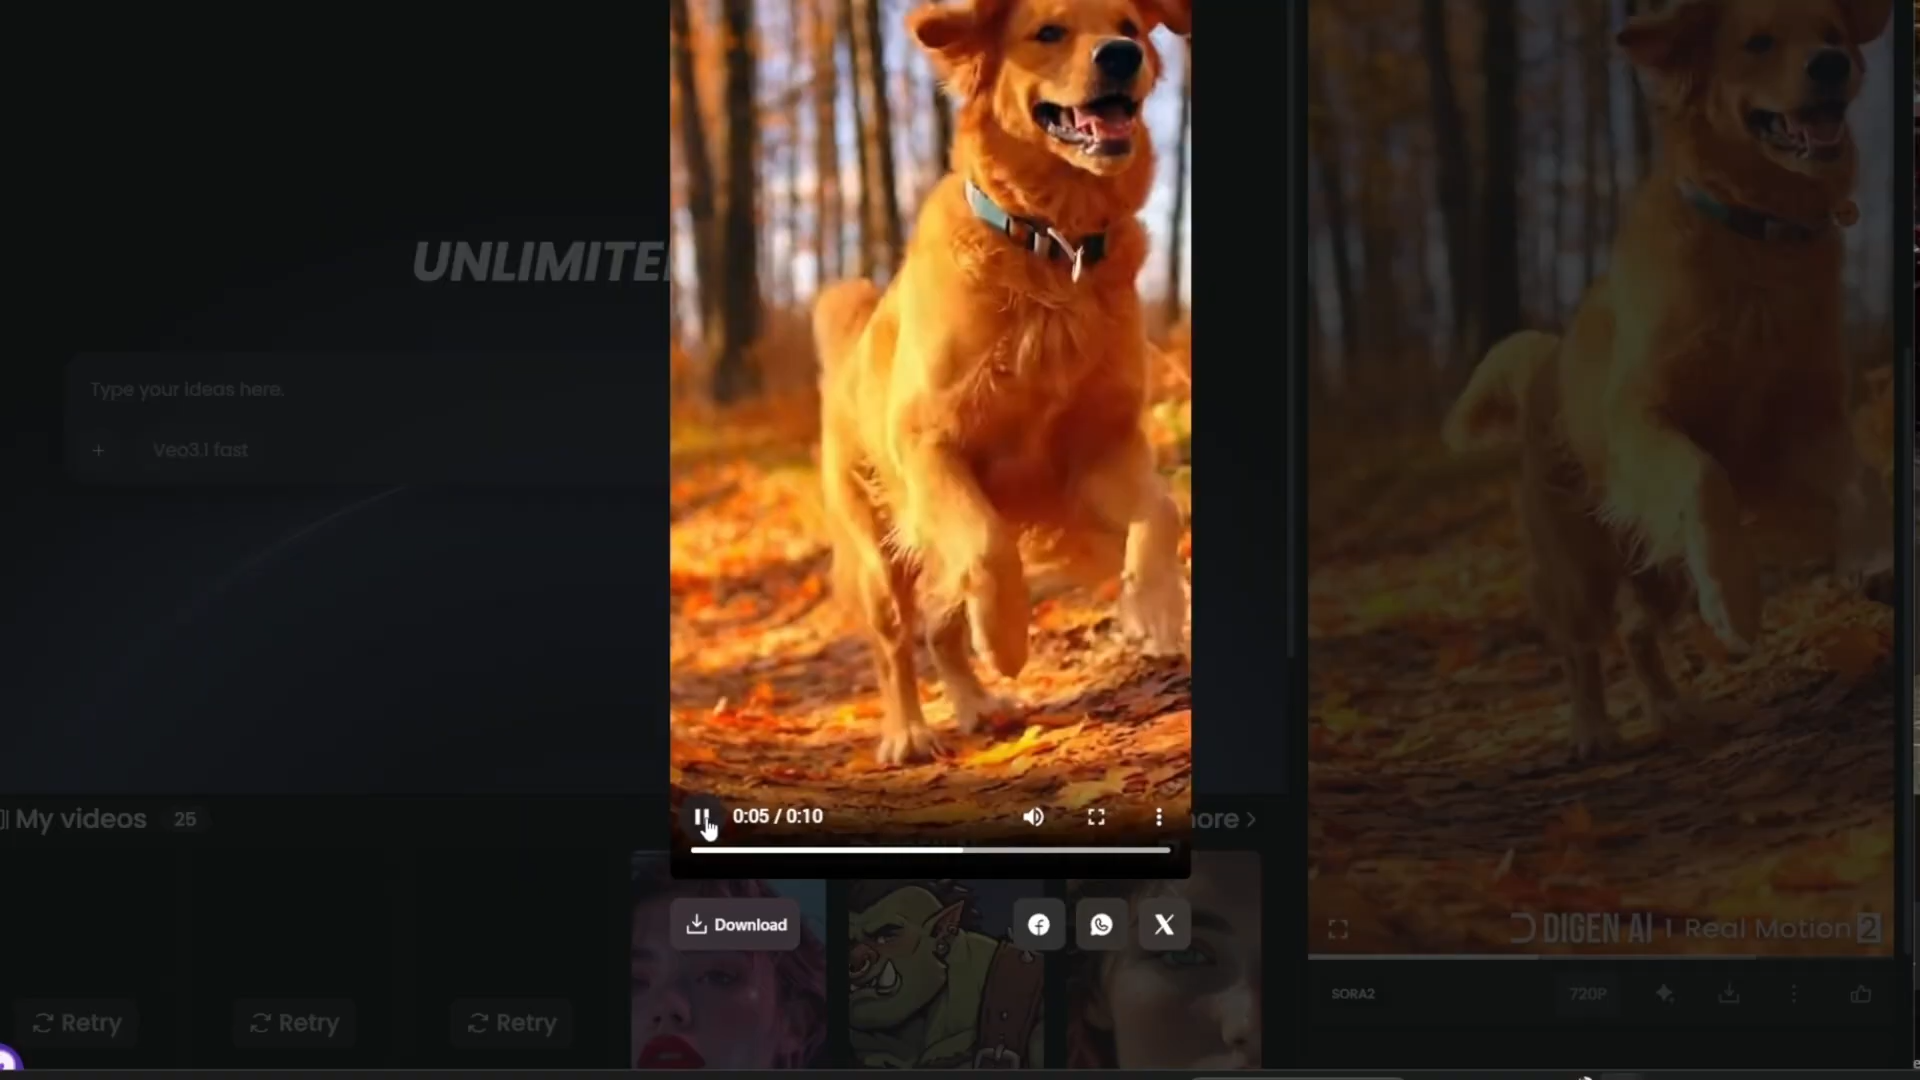 UNLIMITE
Type your ideas here.
+ Veo3.1 fast
My videos 25
ore >
0:05 / 0:10
Download
Retry
Retry
Retry
DIGEN AI | Real Motion 2
SORA2
720P